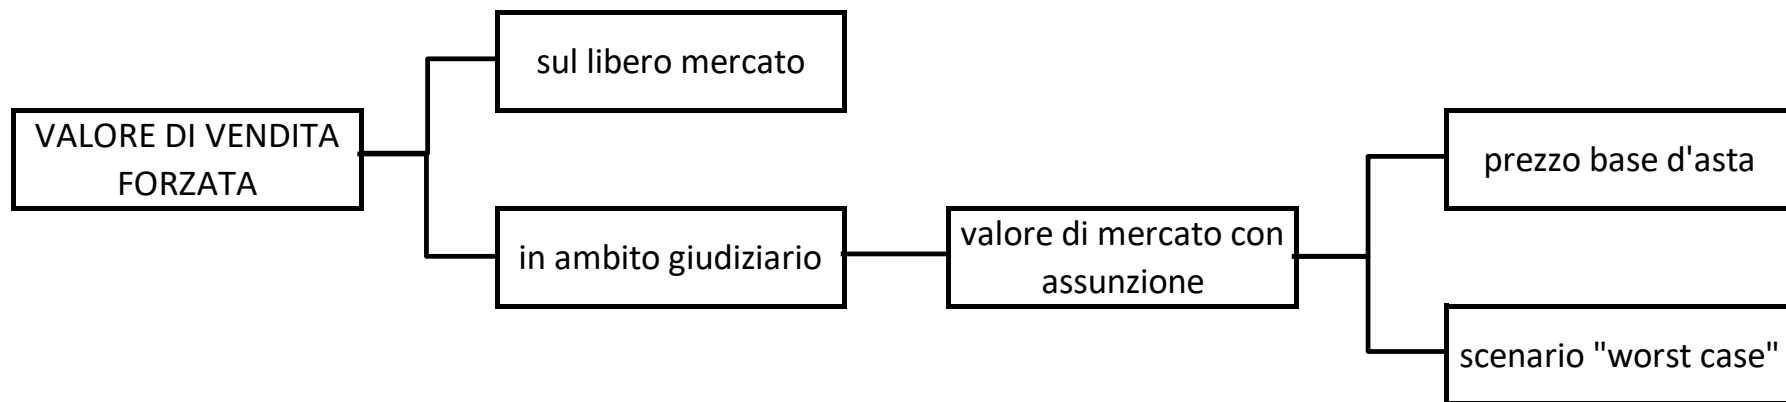 sul libero mercato
VALORE DI VENDITA
FORZATA
in ambito giudiziario
valore di mercato con
assunzione
prezzo base d'asta
scenario "worst case"